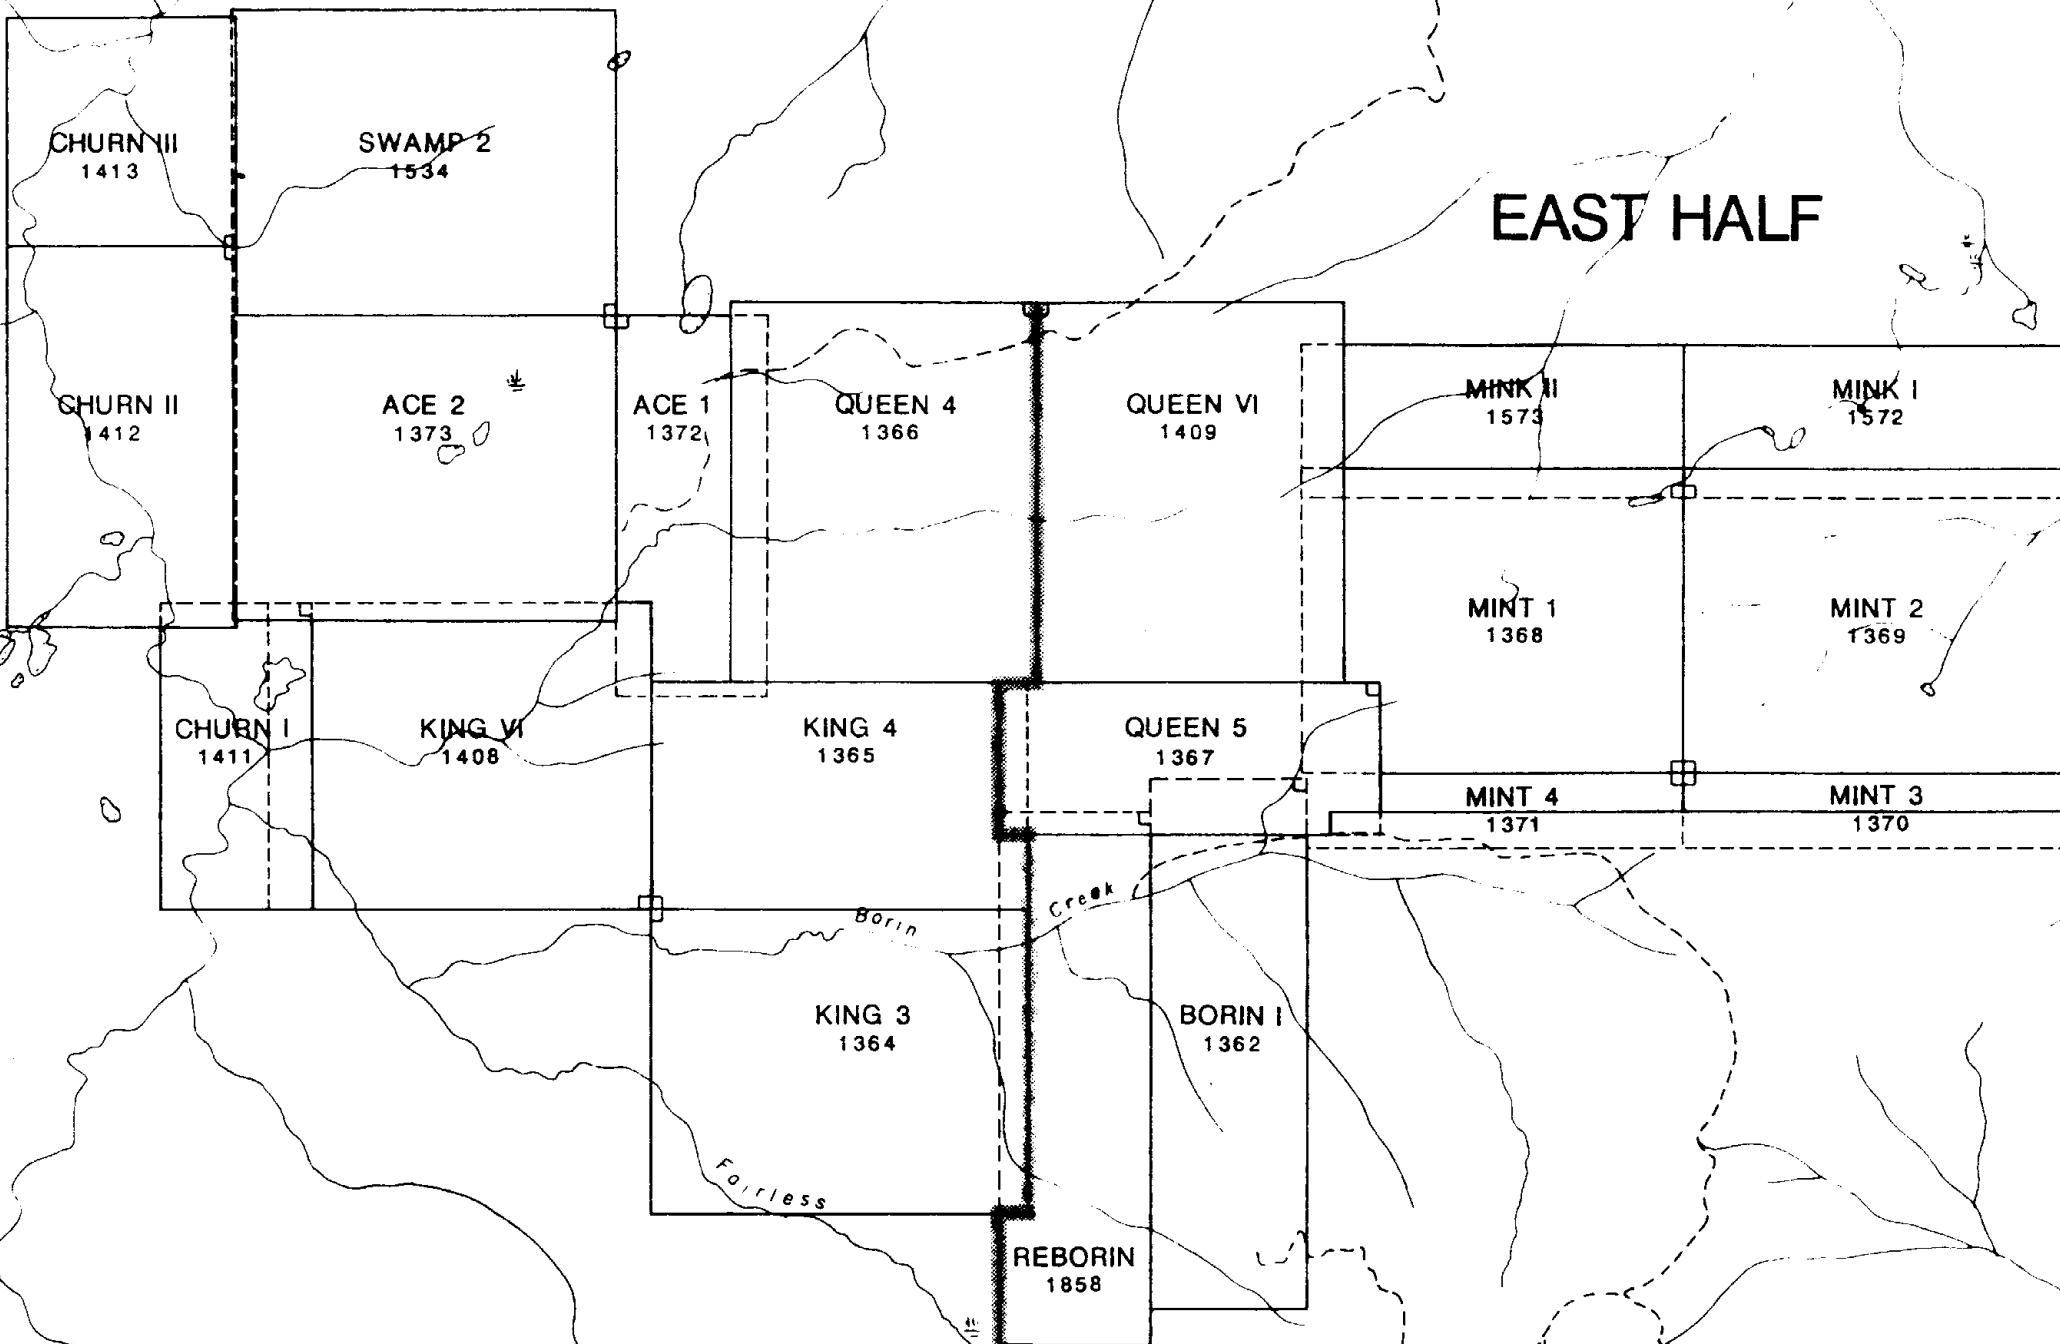 CHURN III
1413
SWAMP 2
1534
EAST HALF
CHURN II
1412
ACE 2
1373
ACE 1
1372
QUEEN 4
1366
QUEEN VI
1409
MINK II
1573
MINK I
1572
MINT 1
1368
MINT 2
1369
CHURN I
1411
KING VI
1408
KING 4
1365
QUEEN 5
1367
MINT 4
1371
MINT 3
1370
Borin Creek
KING 3
1364
BORIN I
1362
Fairless
REBORIN
1858